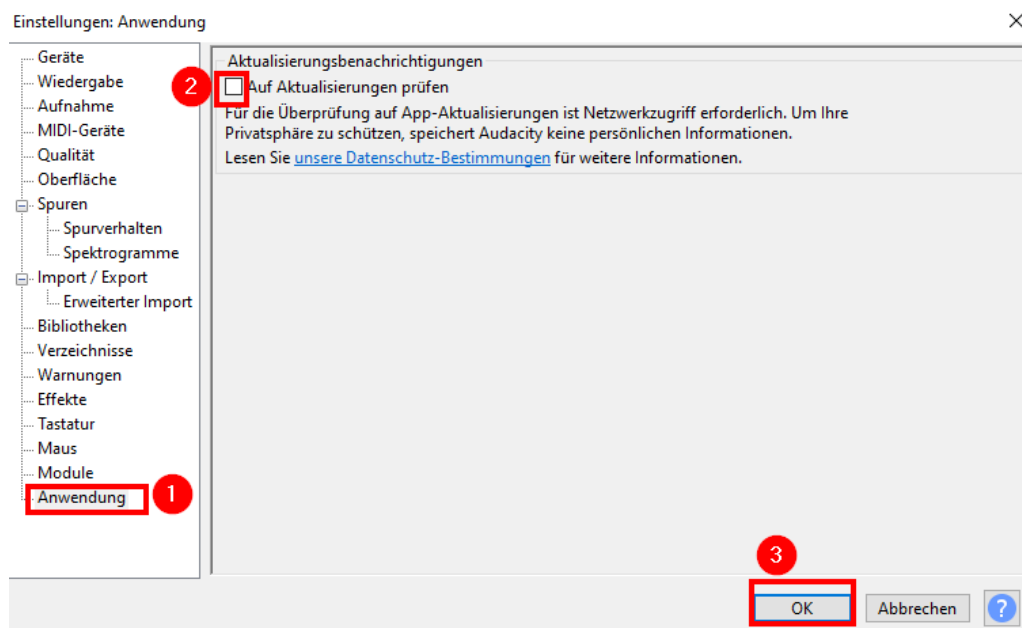 Einstellungen: Anwendung
Geräte
Wiedergabe
Aufnahme
MIDI-Geräte
Qualität
Oberfläche
Spuren
Spurverhalten
Spektrogramme
Import / Export
Erweiterter Import
Bibliotheken
Verzeichnisse
Warnungen
Effekte
Tastatur
Maus
Module
Anwendung
1
Aktualisierungsbenachrichtigungen
2
Auf Aktualisierungen prüfen
Für die Überprüfung auf App-Aktualisierungen ist Netzwerkzugriff erforderlich. Um Ihre
Privatsphäre zu schützen, speichert Audacity keine persönlichen Informationen.
Lesen Sie unsere Datenschutz-Bestimmungen für weitere Informationen.
3
OK
Abbrechen
?